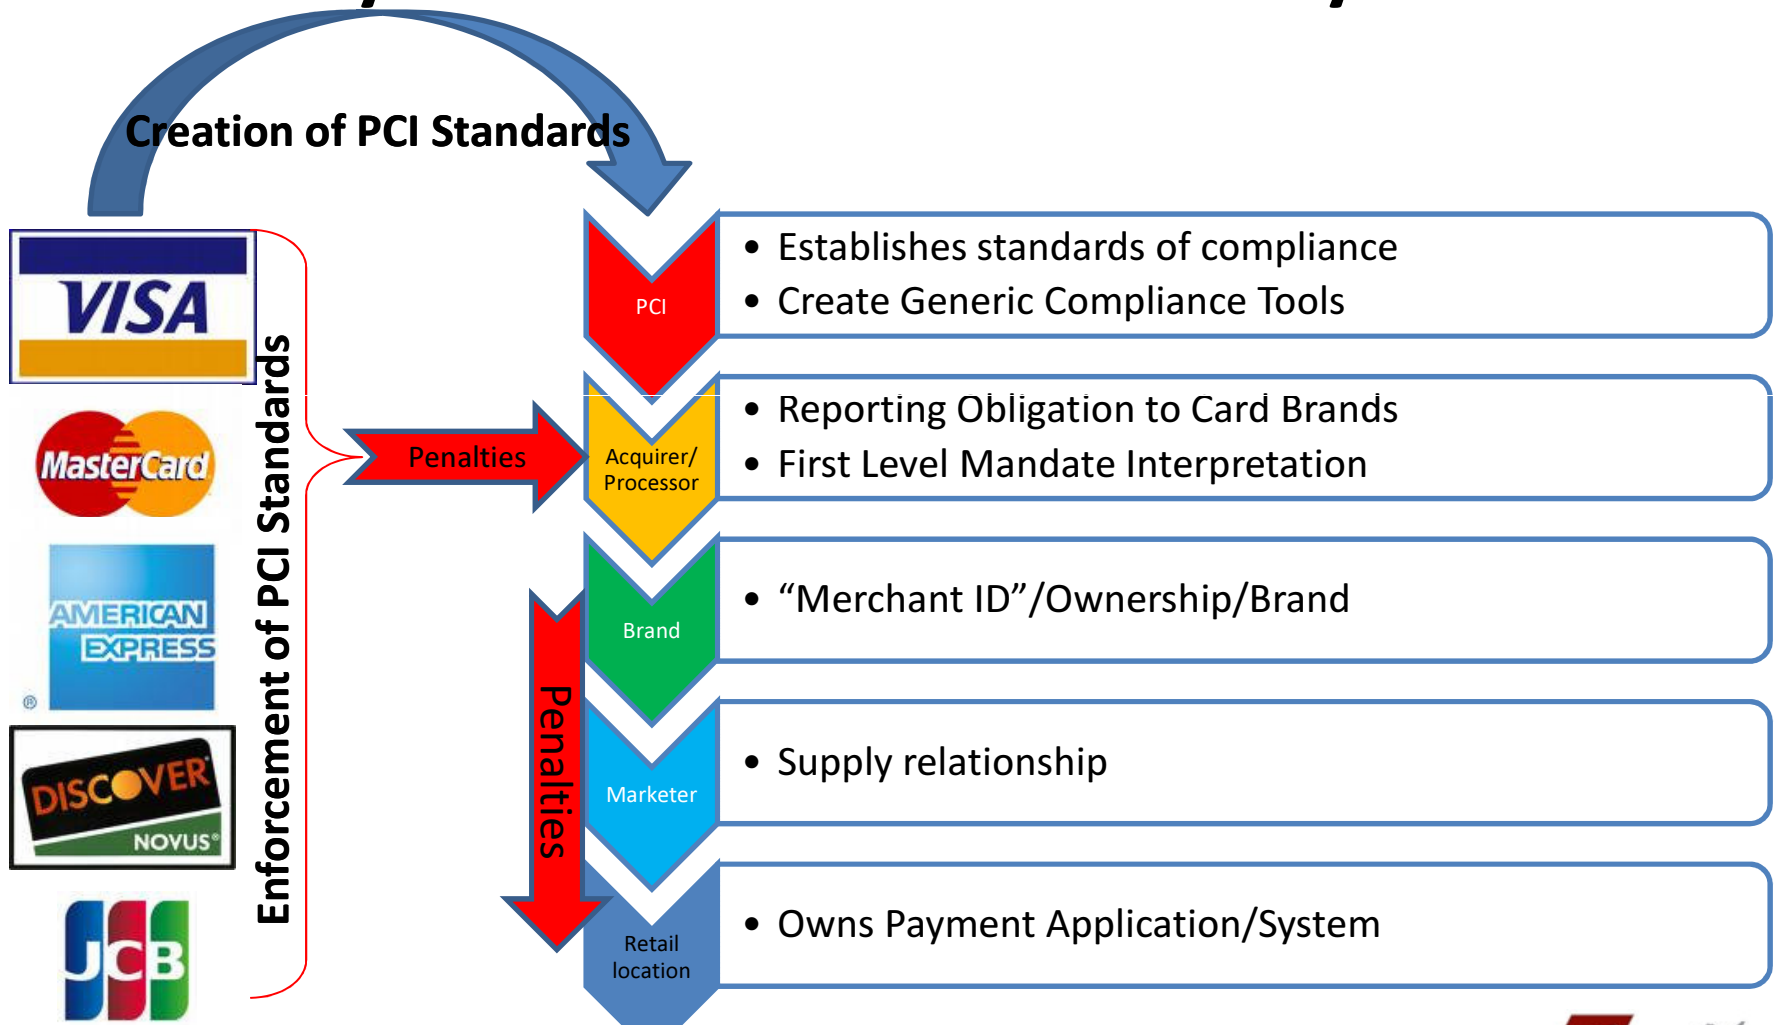 Creation of PCI Standards
VISA
MasterCard
AMERICAN
EXPRESS
®
DISCOVER
NOVUS®
JCB
Enforcement of PCI Standards
Penalties
PCI
• Establishes standards of compliance
• Create Generic Compliance Tools
Acquirer/
Processor
• Reporting Obligation to Card Brands
• First Level Mandate Interpretation
Brand
• “Merchant ID”/Ownership/Brand
Penalties
Marketer
• Supply relationship
Retail
location
• Owns Payment Application/System